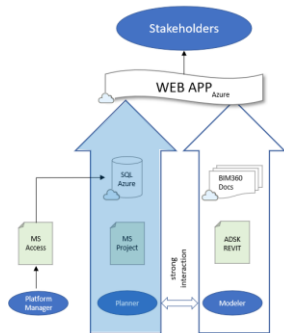 Stakeholders
WEB APP
Azure
SQL
Azure
BIM360
Docs
MS
Access
MS
Project
strong
interaction
ADSK
REVIT
Platform
Manager
Planner
Modeler